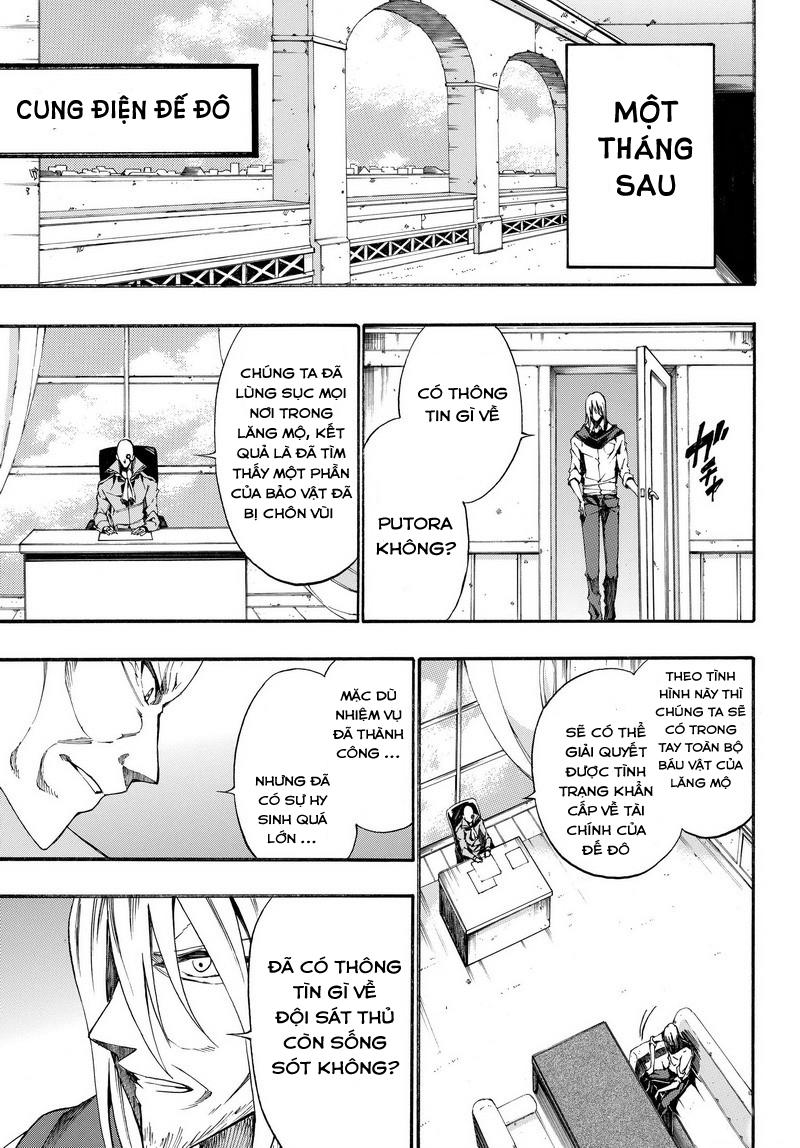 MỘT
THÁNG
SAU
CUNG ĐIỆN ĐẾ ĐÔ
CÓ THÔNG
TIN GÌ VỀ
PUTORA
KHÔNG?
ガチャ
CHÚNG TA ĐÃ
LÙNG SỤC MỌI
NƠI TRONG
LĂNG MỘ, KẾT
QUẢ LÀ ĐÃ TÌM
THẤY MỘT PHẦN
CỦA BẢO VẬT ĐÃ
BỊ CHÔN VÙI
THEO TÌNH
HÌNH NÀY THÌ
CHÚNG TA SẼ
CÓ TRONG
TAY TOÀN BỘ
BÁU VẬT CỦA
LĂNG MỘ
SẼ CÓ THỂ
GIẢI QUYẾT
ĐƯỢC TÌNH
TRẠNG KHẨN
CẤP VỀ TÀI
CHÍNH CỦA
ĐẾ ĐÔ
MẶC DÙ
NHIỆM VỤ
ĐÃ THÀNH
CÔNG ...
NHƯNG ĐÃ
CÓ SỰ HY
SINH QUÁ
LỚN ...
ĐÃ CÓ THÔNG
TÌN GÌ VỀ
ĐỘI SÁT THỦ
CÒN SỐNG
SÓT KHÔNG?